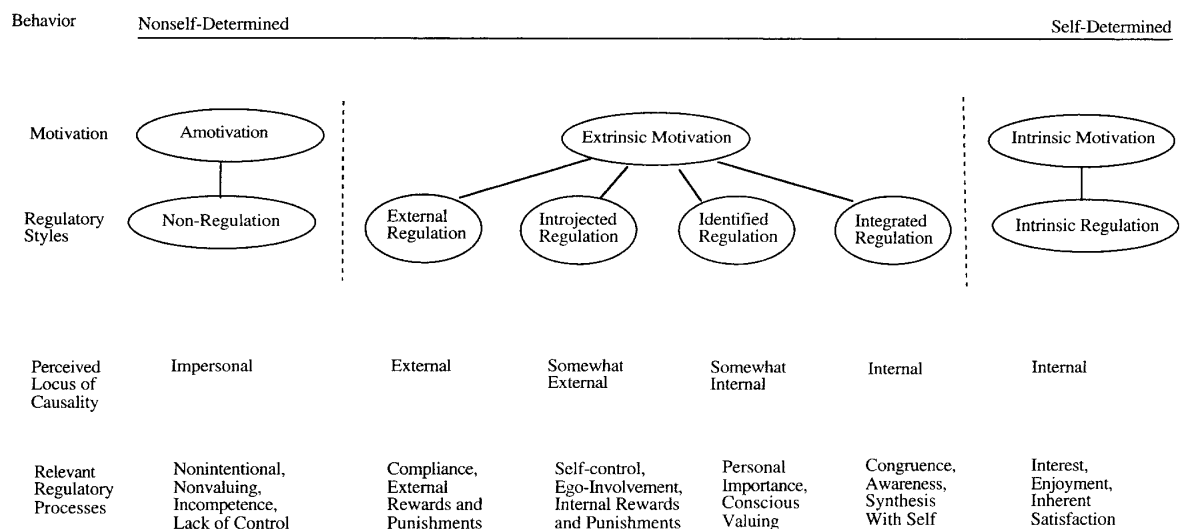 Behavior
Nonself-Determined
Self-Determined
Motivation
Amotivation
Extrinsic Motivation
Intrinsic Motivation
Regulatory
Styles
Non-Regulation
External
Regulation
Introjected
Regulation
Identified
Regulation
Integrated
Regulation
Intrinsic Regulation
Perceived
Locus of
Causality
Impersonal
External
Somewhat
External
Somewhat
Internal
Internal
Internal
Relevant
Regulatory
Processes
Nonintentional,
Nonvaluing,
Incompetence,
Lack of Control
Compliance,
External
Rewards and
Punishments
Self-control,
Ego-Involvement,
Internal Rewards
and Punishments
Personal
Importance,
Conscious
Valuing
Congruence,
Awareness,
Synthesis
With Self
Interest,
Enjoyment,
Inherent
Satisfaction